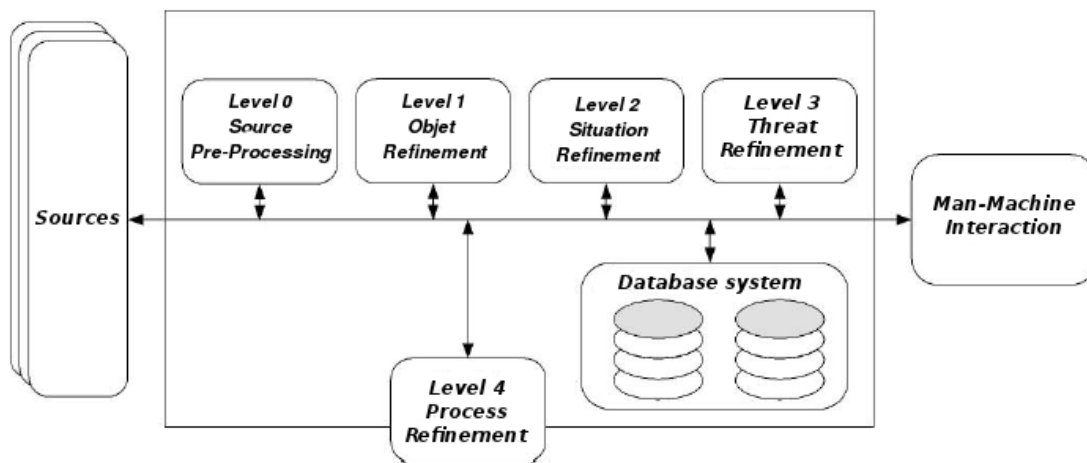 Level 0
Source
Pre-Processing
Level 1
Objet
Refinement
Level 2
Situation
Refinement
Level 3
Threat
Refinement
Sources
Man-Machine
Interaction
Database system
Level 4
Process
Refinement